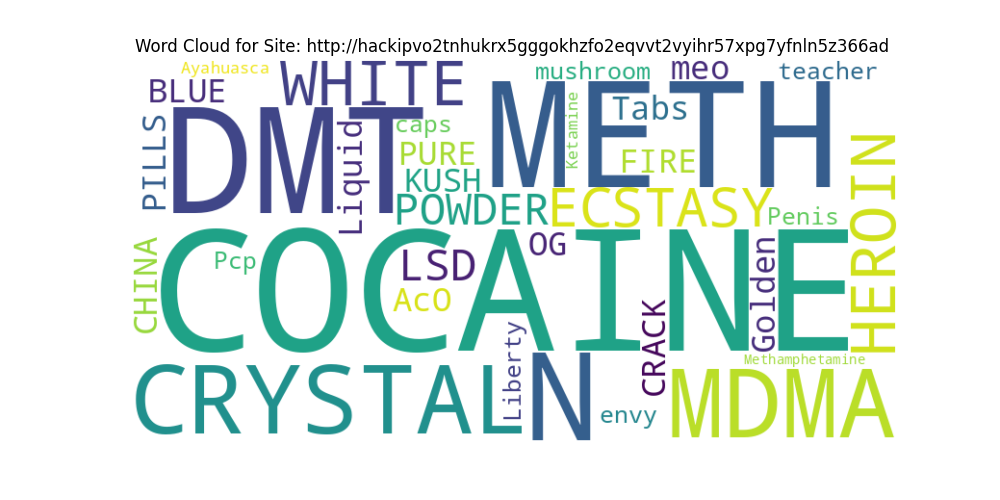 Word Cloud for Site: http://hackipvo2tnhukrx5gggokhzfo2eqvvt2vyihr57xpg7yfnln5z366ad
Ayahuasca
WHITE
mushroom
meo
teacher
BLUE
DMT
METH
Tabs
Ketamine
PILLS
Liquid
caps
PURE
FIRE
KUSH
POWDER
ECSTASY
Penis
HEROIN
CHINA
COCAINE
Pcp
LSD
OG
Golden
AcO
CRACK
Liberty
Methamphetamine
CRYSTAL
N
envy
MDMA